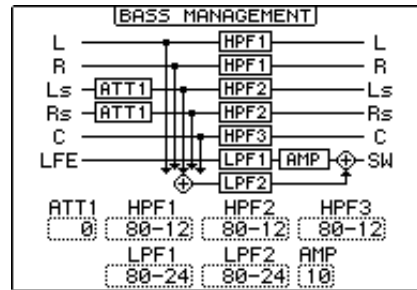 BASS MANAGEMENT
L HPF1 L
R HPF1 R
Ls ATT1 HPF2 Ls
Rs ATT1 HPF2 Rs
C HPF3 C
LFE LPF1 AMP SW
LPF2
ATT1 HPF1 HPF2 HPF3
0 80-12 80-12 80-12
LPF1 LPF2 AMP
80-24 80-24 10